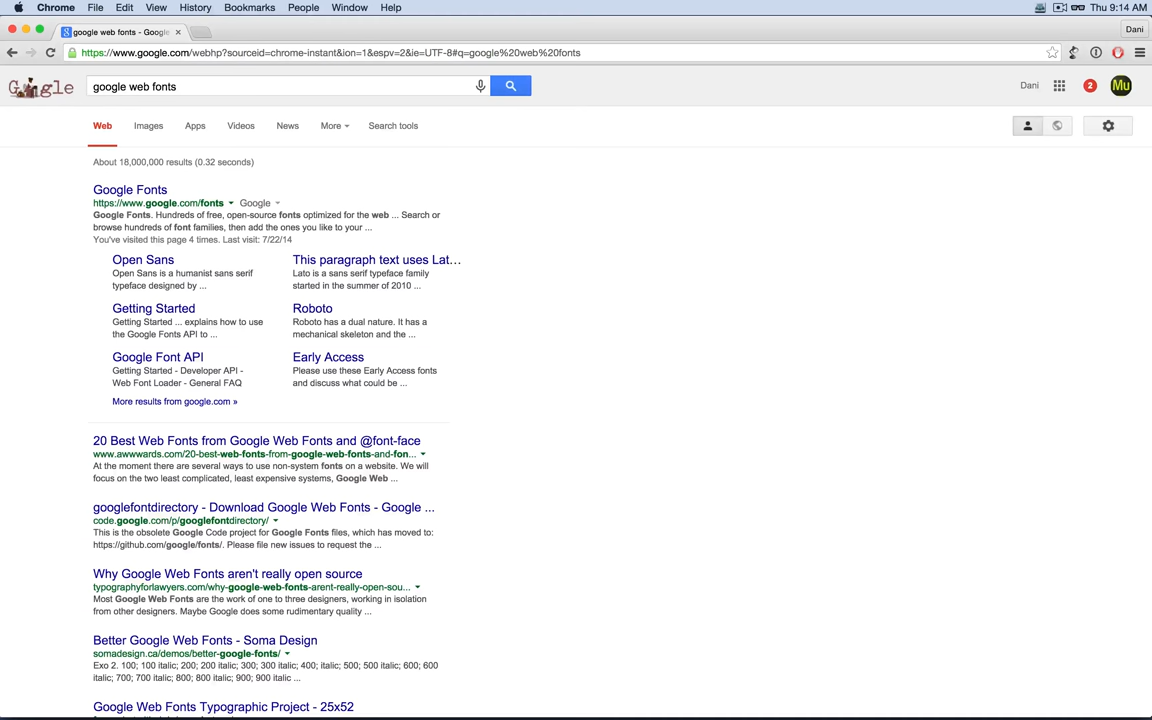 Chrome File Edit View History Bookmarks People Window Help Thu 9:14 AM
google web fonts - Google Dani
https://www.google.com/webhp?sourceid=chrome-instant&ion=1&espv=2&ie=UTF-8#q=google%20web%20fonts
google web fonts Dani 2 Mu
Web Images Apps Videos News More Search tools
About 18,000,000 results (0.32 seconds)
Google Fonts
https://www.google.com/fonts Google
Google Fonts. Hundreds of free, open-source fonts optimized for the web ... Search or
browse hundreds of font families, then add the ones you like to your ...
You've visited this page 4 times. Last visit: 7/22/14
Open Sans
Open Sans is a humanist sans serif
typeface designed by ...
This paragraph text uses Lat...
Lato is a sans serif typeface family
started in the summer of 2010 ...
Getting Started
Getting Started ... explains how to use
the Google Fonts API to ...
Roboto
Roboto has a dual nature. It has a
mechanical skeleton and the ...
Google Font API
Getting Started - Developer API -
Web Font Loader - General FAQ
Early Access
Please use these Early Access fonts
and discuss what could be ...
More results from google.com »
20 Best Web Fonts from Google Web Fonts and @font-face
www.awwwards.com/20-best-web-fonts-from-google-web-fonts-and-fon...
At the moment there are several ways to use non-system fonts on a website. We will
focus on the two least complicated, least expensive systems, Google Web ...
googlefontdirectory - Download Google Web Fonts - Google ...
code.google.com/p/googlefontdirectory/
This is the obsolete Google Code project for Google Fonts files, which has moved to:
https://github.com/google/fonts/. Please file new issues to request the ...
Why Google Web Fonts aren't really open source
typographyforlawyers.com/why-google-web-fonts-arent-really-open-sou...
Most Google Web Fonts are the work of one to three designers, working in isolation
from other designers. Maybe Google does some rudimentary quality ...
Better Google Web Fonts - Soma Design
somadesign.ca/demos/better-google-fonts/
Exo 2. 100; 100 italic; 200; 200 italic; 300; 300 italic; 400; italic; 500; 500 italic; 600; 600
italic; 700; 700 italic; 800; 800 italic; 900; 900 italic ...
Google Web Fonts Typographic Project - 25x52